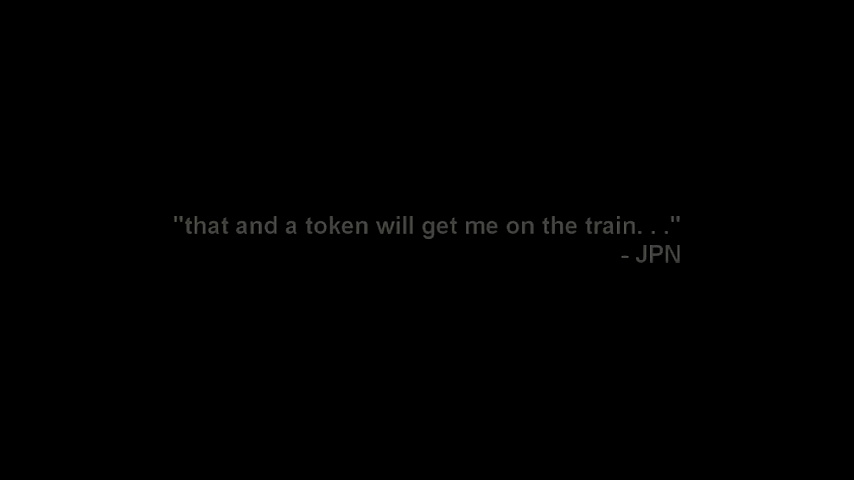 "that and a token will get me on the train. . ."
- JPN